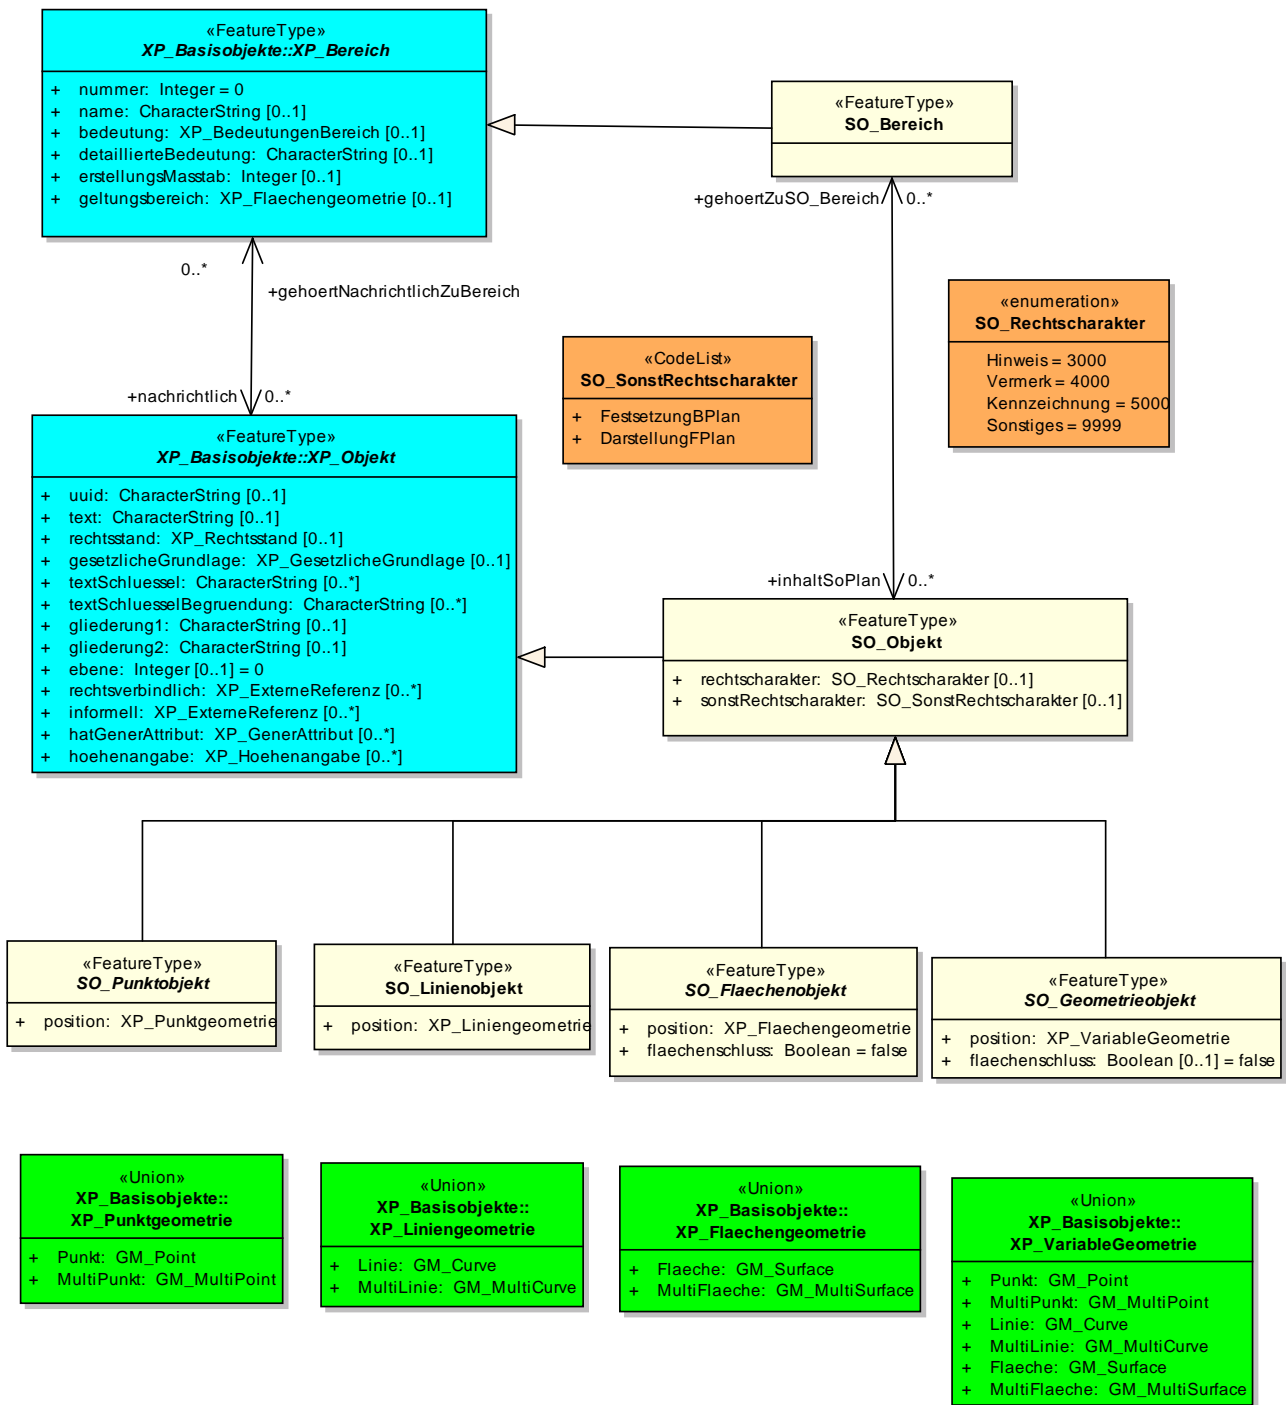 «FeatureType»
XP_Basisobjekte::XP_Bereich
+ nummer: Integer = 0
+ name: CharacterString [0..1]
+ bedeutung: XP_BedeutungenBereich [0..1]
+ detaillierteBedeutung: CharacterString [0..1]
+ erstellungsMasstab: Integer [0..1]
+ geltungsbereich: XP_Flaechengeometrie [0..1]
«FeatureType»
SO_Bereich
+gehoertZuSO_Bereich 0..*
0..*
+gehoertNachrichtlichZuBereich
«enumeration»
SO_Rechtscharakter
Hinweis = 3000
Vermerk = 4000
Kennzeichnung = 5000
Sonstiges = 9999
«CodeList»
SO_SonstRechtscharakter
+ FestsetzungBPlan
+ DarstellungFPlan
+nachrichtlich 0..*
«FeatureType»
XP_Basisobjekte::XP_Objekt
+ uuid: CharacterString [0..1]
+ text: CharacterString [0..1]
+ rechtsstand: XP_Rechtsstand [0..1]
+ gesetzlicheGrundlage: XP_GesetzlicheGrundlage [0..1]
+ textSchluessel: CharacterString [0..*]
+ textSchluesselBegruendung: CharacterString [0..*]
+ gliederung1: CharacterString [0..1]
+ gliederung2: CharacterString [0..1]
+ ebene: Integer [0..1] = 0
+ rechtsverbindlich: XP_ExterneReferenz [0..*]
+ informell: XP_ExterneReferenz [0..*]
+ hatGenerAttribut: XP_GenerAttribut [0..*]
+ hoehenangabe: XP_Hoehenangabe [0..*]
+inhaltSoPlan 0..*
«FeatureType»
SO_Objekt
+ rechtscharakter: SO_Rechtscharakter [0..1]
+ sonstRechtscharakter: SO_SonstRechtscharakter [0..1]
«FeatureType»
SO_Punktobjekt
+ position: XP_Punktgeometrie
«FeatureType»
SO_Linienobjekt
+ position: XP_Liniengeometrie
«FeatureType»
SO_Flaechenobjekt
+ position: XP_Flaechengeometrie
+ flaechenschluss: Boolean = false
«FeatureType»
SO_Geometrieobjekt
+ position: XP_VariableGeometrie
+ flaechenschluss: Boolean [0..1] = false
«Union»
XP_Basisobjekte::
XP_Punktgeometrie
+ Punkt: GM_Point
+ MultiPunkt: GM_MultiPoint
«Union»
XP_Basisobjekte::
XP_Liniengeometrie
+ Linie: GM_Curve
+ MultiLinie: GM_MultiCurve
«Union»
XP_Basisobjekte::
XP_Flaechengeometrie
+ Flaeche: GM_Surface
+ MultiFlaeche: GM_MultiSurface
«Union»
XP_Basisobjekte::
XP_VariableGeometrie
+ Punkt: GM_Point
+ MultiPunkt: GM_MultiPoint
+ Linie: GM_Curve
+ MultiLinie: GM_MultiCurve
+ Flaeche: GM_Surface
+ MultiFlaeche: GM_MultiSurface